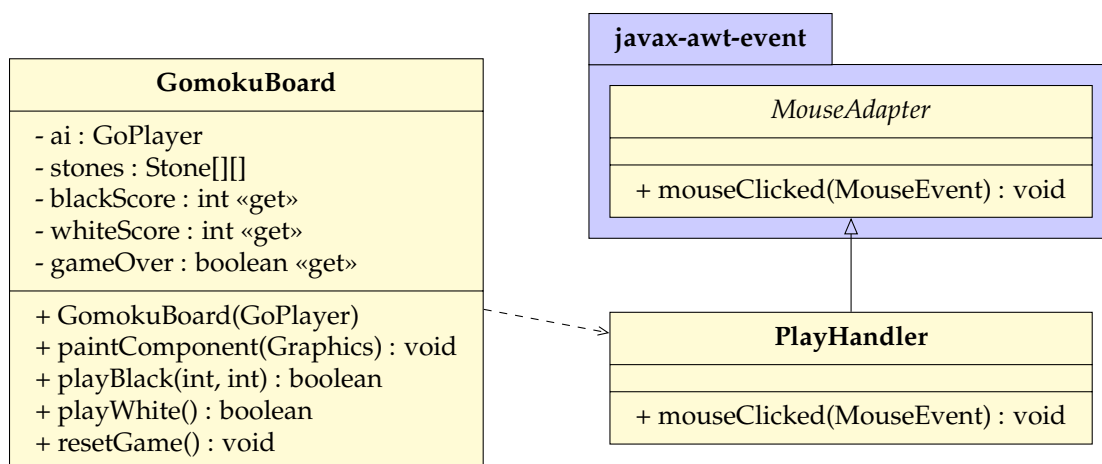 GomokuBoard
- ai : GoPlayer
- stones : Stone[][]
- blackScore : int «get»
- whiteScore : int «get»
- gameOver : boolean «get»
+ GomokuBoard(GoPlayer)
+ paintComponent(Graphics) : void
+ playBlack(int, int) : boolean
+ playWhite() : boolean
+ resetGame() : void
javax-awt-event
MouseAdapter
+ mouseClicked(MouseEvent) : void
PlayHandler
+ mouseClicked(MouseEvent) : void